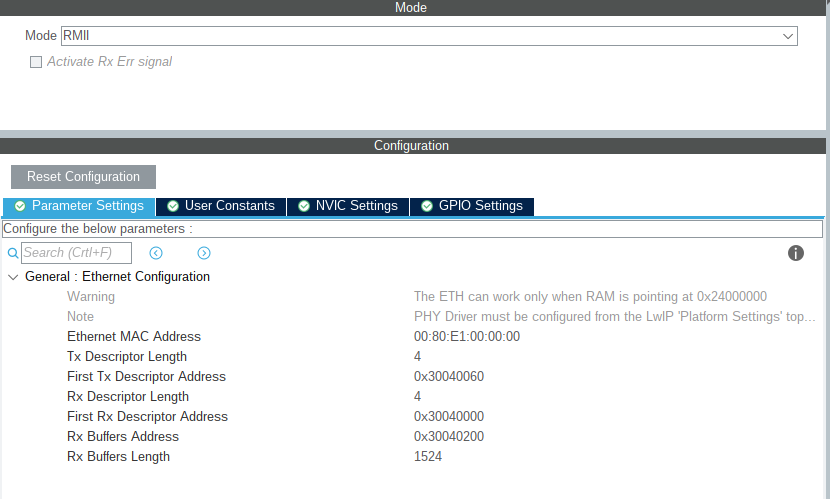 Mode
Mode RMII
Activate Rx Err signal
Configuration
Reset Configuration
Parameter Settings User Constants NVIC Settings GPIO Settings
Configure the below parameters :
Search (Crtl+F)
General : Ethernet Configuration
Warning The ETH can work only when RAM is pointing at 0x24000000
Note PHY Driver must be configured from the LwIP 'Platform Settings' top...
Ethernet MAC Address 00:80:E1:00:00:00
Tx Descriptor Length 4
First Tx Descriptor Address 0x30040060
Rx Descriptor Length 4
First Rx Descriptor Address 0x30040000
Rx Buffers Address 0x30040200
Rx Buffers Length 1524